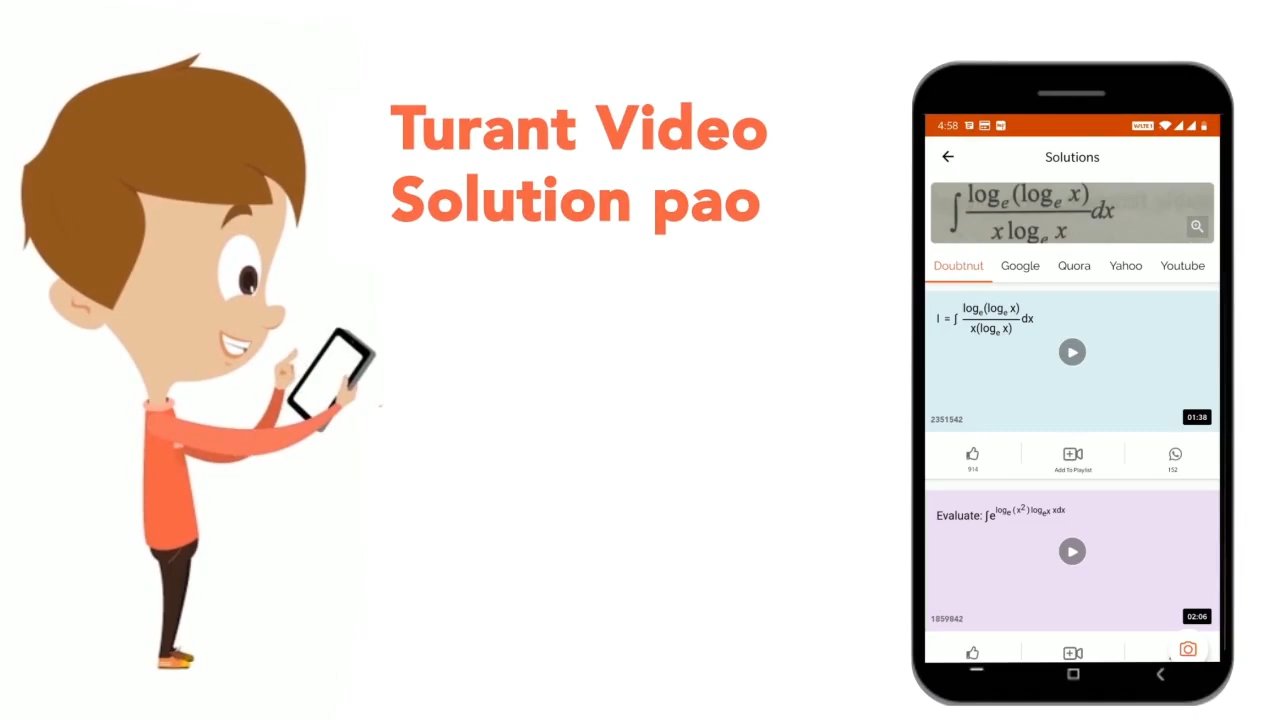 Turant Video
Solution pao
4:58
VoLTE1
Solutions
∫ logₑ(logₑ x) / x logₑ x dx
Doubtnut Google Quora Yahoo Youtube
I = ∫ logₑ(logₑ x) / x(logₑ x) dx
2351542 01:38
914 Add To Playlist 152
Evaluate: ∫e^logₑ(x²)logₑx xdx
1859842 02:06